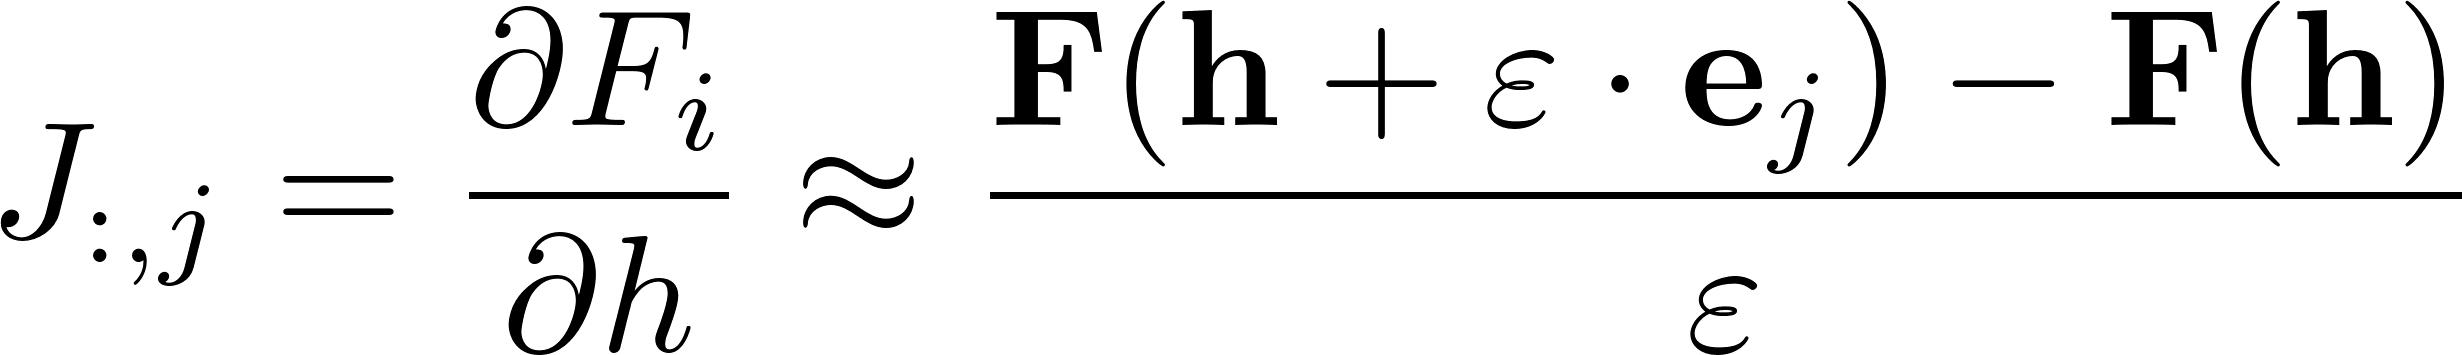 J_{:,j} = \frac{\partial F_i}{\partial h} \approx \frac{\mathbf{F}(\mathbf{h} + \varepsilon \cdot \mathbf{e}_j) - \mathbf{F}(\mathbf{h})}{\varepsilon}